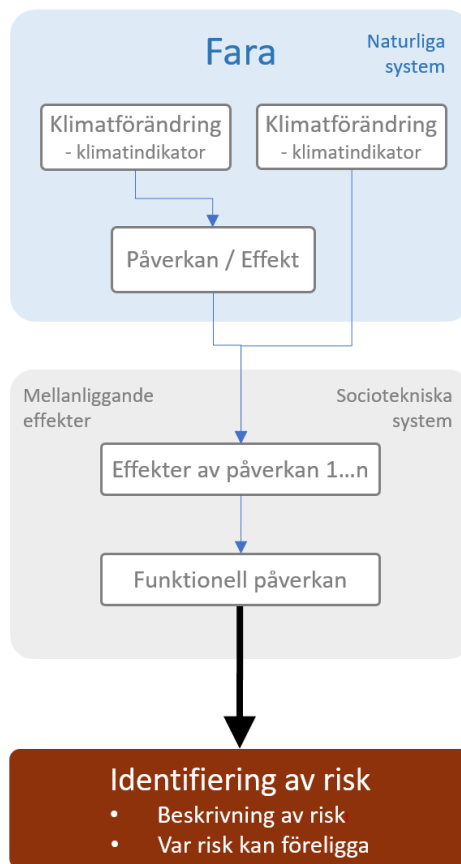 Fara
Naturliga
system
Klimatförändring
- klimatindikator
Klimatförändring
- klimatindikator
Påverkan / Effekt
Mellanliggande
effekter
Sociotekniska
system
Effekter av påverkan 1...n
Funktionell påverkan
Identifiering av risk
• Beskrivning av risk
• Var risk kan föreligga